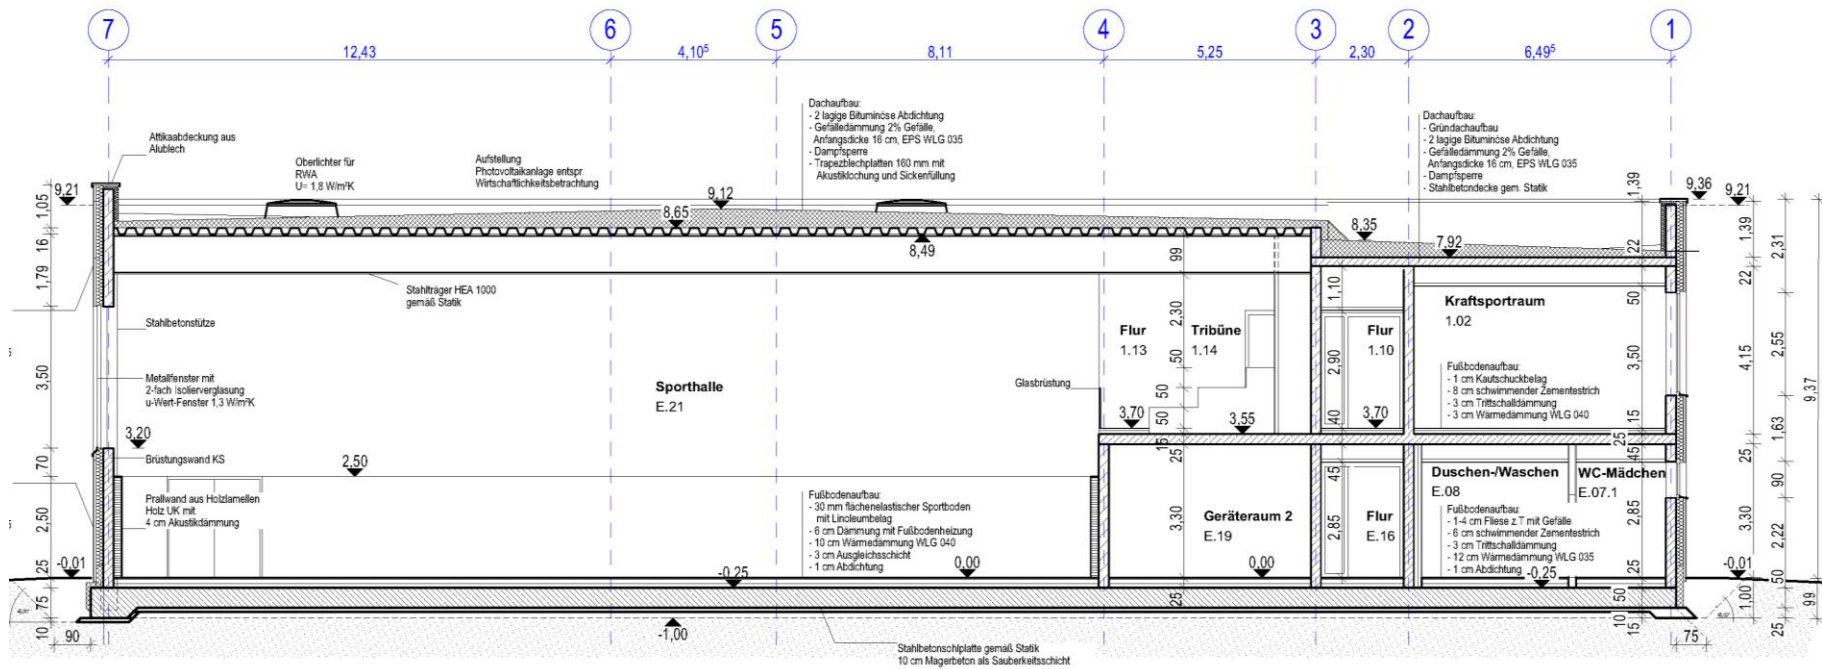 7
6
5
4
3
2
1
12,43
4,10⁵
8,11
5,25
2,30
6,49⁵
Attikaabdeckung aus
Alublech
Oberlichter für
RWA
U= 1,8 W/m²K
Aufstellung
Photovoltaikanlage entspr.
Wirtschaftlichkeitsbetrachtung
Dachaufbau:
- 2 lagige Bituminöse Abdichtung
- Gefälledämmung 2% Gefälle,
Anfangsdicke 16 cm, EPS WLG 035
- Dampfsperre
- Trapezblechplatten 160 mm mit
Akustiklochung und Sickenfüllung
Dachaufbau:
- Gründachaufbau
- 2 lagige Bituminöse Abdichtung
- Gefälledämmung 2% Gefälle,
Anfangsdicke 16 cm, EPS WLG 035
- Dampfsperre
- Stahlbetondecke gem. Statik
9,21
9,12
8,65
8,49
8,35
7,92
9,36
9,21
1,05
16
1,79
3,50
70
2,50
25
75
10
90
Stahlträger HEA 1000
gemäß Statik
Stahlbetonstütze
Metallfenster mit
2-fach Isolierverglasung
u-Wert-Fenster 1,3 W/m²K
Sporthalle
E.21
Glasbrüstung
Flur
1.13
Tribüne
1.14
Flur
1.10
Kraftsportraum
1.02
Fußbodenaufbau:
- 1 cm Kautschuckbelag
- 8 cm schwimmender Zementestrich
- 3 cm Trittschalldämmung
- 3 cm Wärmedämmung WLG 040
99
2,30
50
50
50
15
25
3,30
25
1,10
2,90
40
45
2,85
1,39
22
50
3,50
15
25
45
2,85
25
50
10
15
1,39
22
4,15
25
3,30
50
1,00
2,31
2,55
1,63
90
2,22
25
9,37
99
75
3,20
3,70
3,55
3,70
2,50
Brüstungswand KS
Prallwand aus Holzlamellen
Holz UK mit
4 cm Akustikdämmung
Fußbodenaufbau:
- 30 mm flächenelastischer Sportboden
mit Linoleumbelag
- 6 cm Dämmung mit Fußbodenheizung
- 10 cm Wärmedämmung WLG 040
- 3 cm Ausgleichsschicht
- 1 cm Abdichtung
Geräteraum 2
E.19
Flur
E.16
Duschen-/Waschen
E.08
WC-Mädchen
E.07.1
Fußbodenaufbau:
- 1-4 cm Fliese z.T mit Gefälle
- 6 cm schwimmender Zementestrich
- 3 cm Trittschalldämmung
- 12 cm Wärmedämmung WLG 035
- 1 cm Abdichtung
-0,01
-0,25
0,00
0,00
-0,25
-0,01
-1,00
Stahlbetonsohlplatte gemäß Statik
10 cm Magerbeton als Sauberkeitsschicht